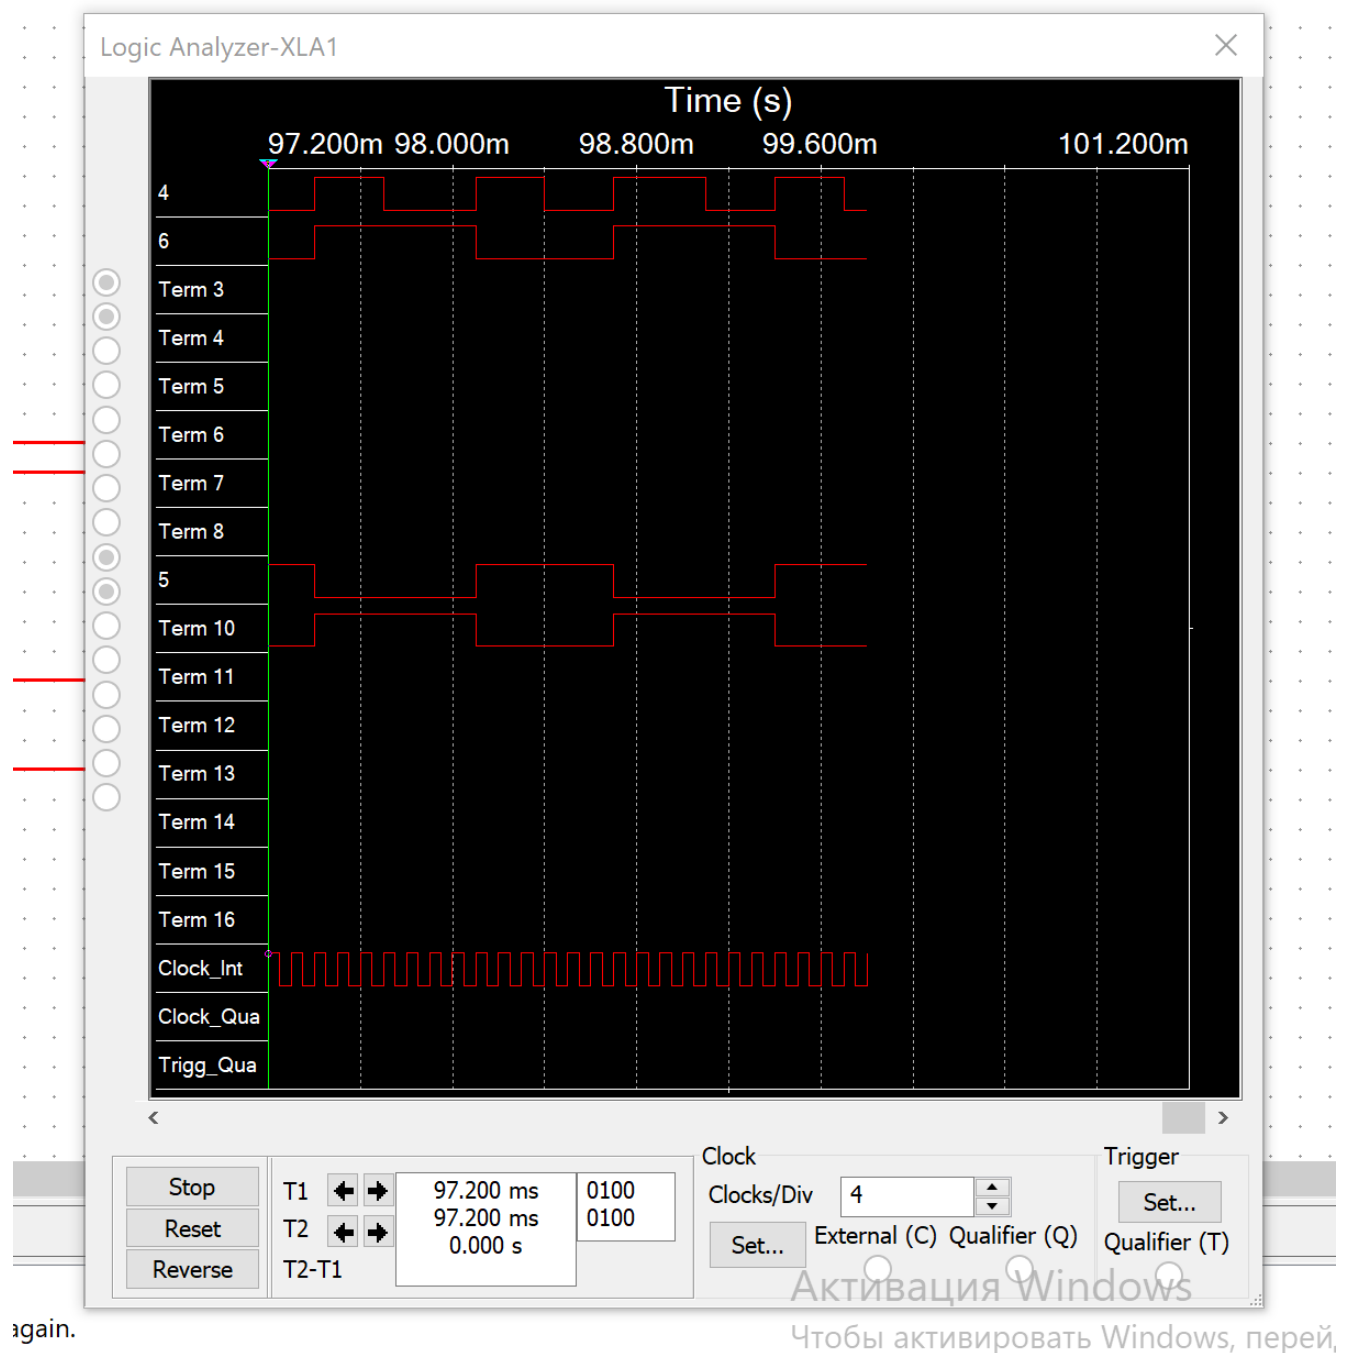 Logic Analyzer-XLA1
Time (s)
97.200m 98.000m 98.800m 99.600m 101.200m
4
6
Term 3
Term 4
Term 5
Term 6
Term 7
Term 8
5
Term 10
Term 11
Term 12
Term 13
Term 14
Term 15
Term 16
Clock_Int
Clock_Qua
Trigg_Qua
Stop
Reset
Reverse
T1
T2
T2-T1
97.200 ms 0100
97.200 ms 0100
0.000 s
Clock
Clocks/Div 4
Set...
External (C) Qualifier (Q)
Trigger
Set...
Qualifier (T)
Активация Windows
Чтобы активировать Windows, перей
again.